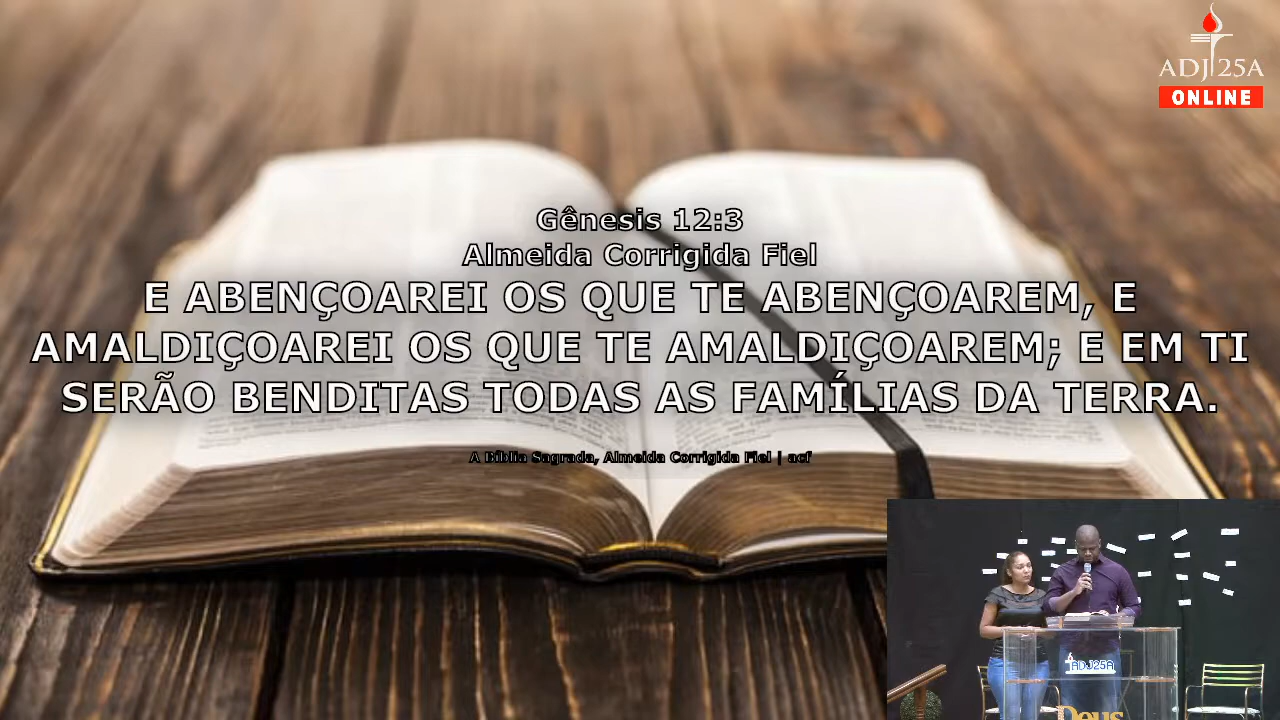 ADJ25A
ONLINE
Gênesis 12:3
Almeida Corrigida Fiel
E ABENÇOAREI OS QUE TE ABENÇOAREM, E
AMALDIÇOAREI OS QUE TE AMALDIÇOAREM; E EM TI
SERÃO BENDITAS TODAS AS FAMÍLIAS DA TERRA.
A Bíblia Sagrada, Almeida Corrigida Fiel | acf
ADJ25A
Deus